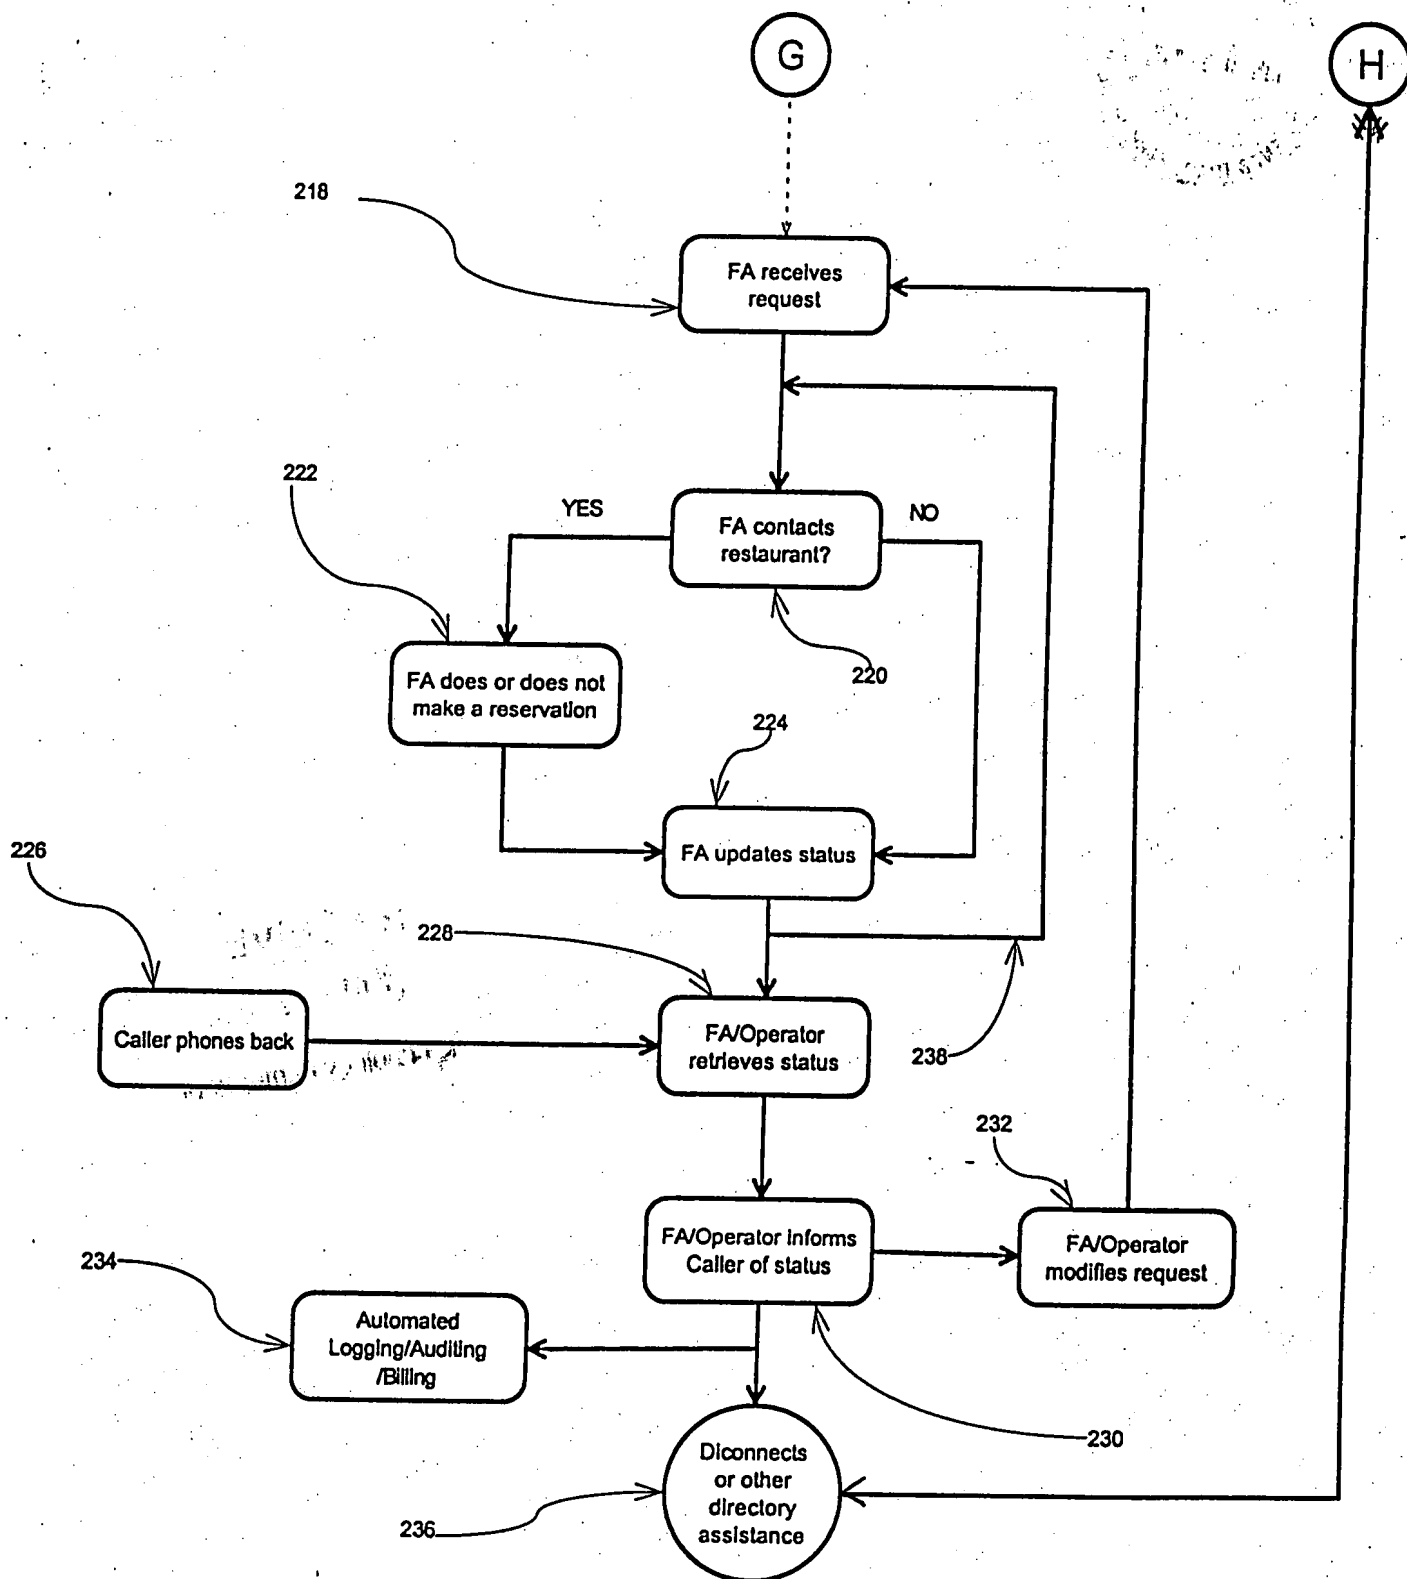 G
H
218
FA receives
request
222
YES
FA contacts
restaurant?
NO
220
FA does or does not
make a reservation
224
FA updates status
226
228
Caller phones back
FA/Operator
retrieves status
238
232
FA/Operator informs
Caller of status
FA/Operator
modifies request
234
Automated
Logging/Auditing
/Billing
230
Diconnects
or other
directory
assistance
236